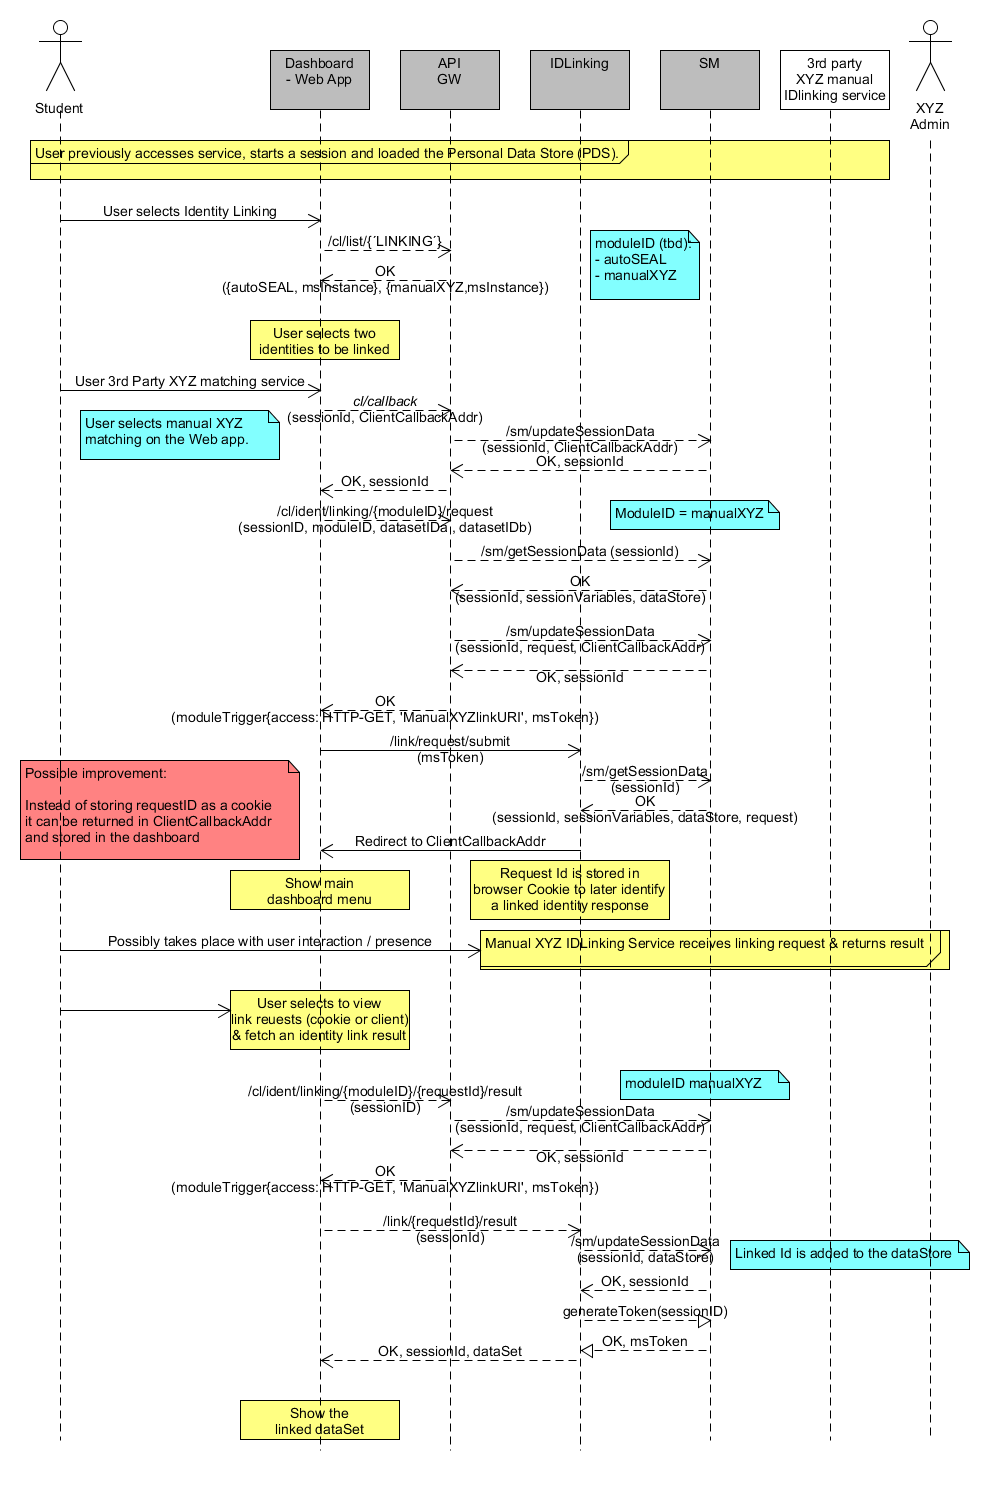 Student
Dashboard
- Web App
API
GW
IDLinking
SM
3rd party
XYZ manual
IDlinking service
XYZ
Admin
User previously accesses service, starts a session and loaded the Personal Data Store (PDS).
User selects Identity Linking
/cl/list/{´LINKING´}
moduleID (tbd):
- autoSEAL
- manualXYZ
OK
({autoSEAL, msInstance}, {manualXYZ,msInstance})
User selects two
identities to be linked
User 3rd Party XYZ matching service
cl/callback
(sessionId, ClientCallbackAddr)
User selects manual XYZ
matching on the Web app.
/sm/updateSessionData
(sessionId, ClientCallbackAddr)
OK, sessionId
OK, sessionId
/cl/ident/linking/{moduleID}/request
(sessionID, moduleID, datasetIDa , datasetIDb)
ModuleID = manualXYZ
/sm/getSessionData (sessionId)
OK
(sessionId, sessionVariables, dataStore)
/sm/updateSessionData
(sessionId, request, ClientCallbackAddr)
OK, sessionId
OK
(moduleTrigger{access: HTTP-GET, 'ManualXYZlinkURI', msToken})
/link/request/submit
(msToken)
Possible improvement:
Instead of storing requestID as a cookie
it can be returned in ClientCallbackAddr
and stored in the dashboard
/sm/getSessionData
(sessionId)
OK
(sessionId, sessionVariables, dataStore, request)
Redirect to ClientCallbackAddr
Show main
dashboard menu
Request Id is stored in
browser Cookie to later identify
a linked identity response
Possibly takes place with user interaction / presence
Manual XYZ IDLinking Service receives linking request & returns result
User selects to view
link reuests (cookie or client)
& fetch an identity link result
moduleID manualXYZ
/cl/ident/linking/{moduleID}/{requestId}/result
(sessionID)
/sm/updateSessionData
(sessionId, request, ClientCallbackAddr)
OK, sessionId
OK
(moduleTrigger{access: HTTP-GET, 'ManualXYZlinkURI', msToken})
/link/{requestId}/result
(sessionId)
/sm/updateSessionData
(sessionId, dataStore)
Linked Id is added to the dataStore
OK, sessionId
generateToken(sessionID)
OK, msToken
OK, sessionId, dataSet
Show the
linked dataSet